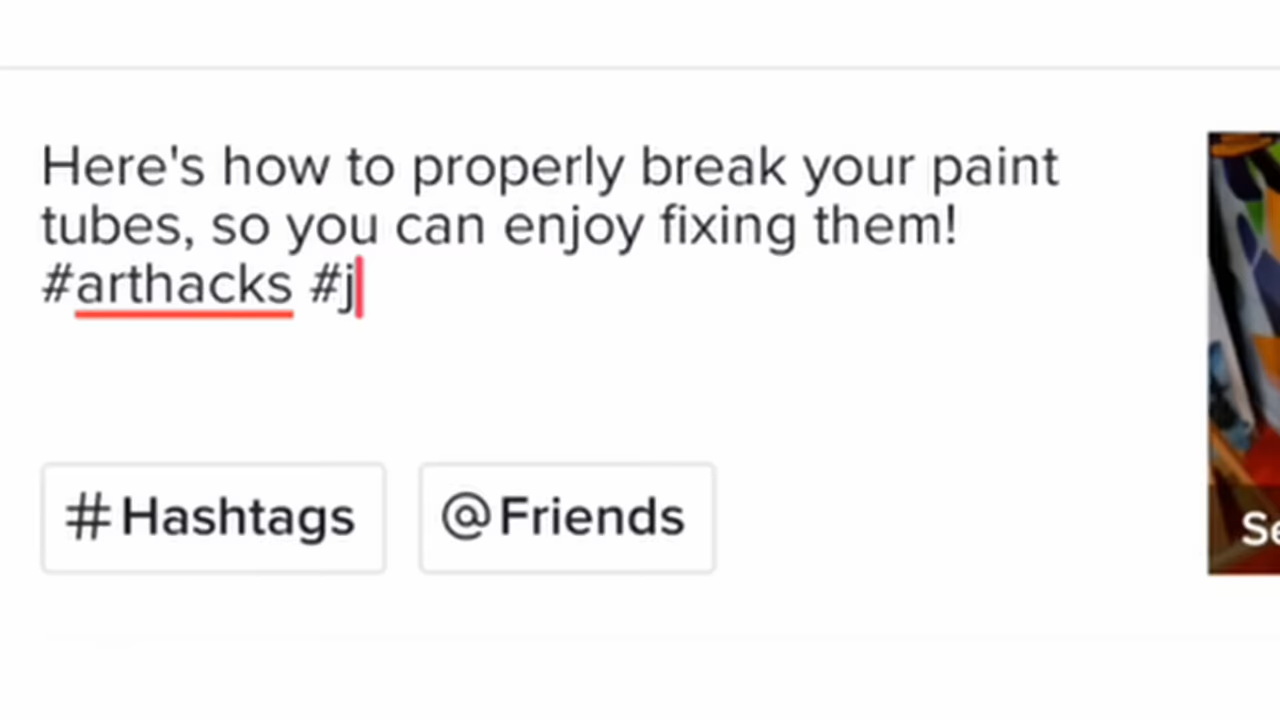 Here's how to properly break your paint
tubes, so you can enjoy fixing them!
#arthacks #j
#Hashtags
@Friends